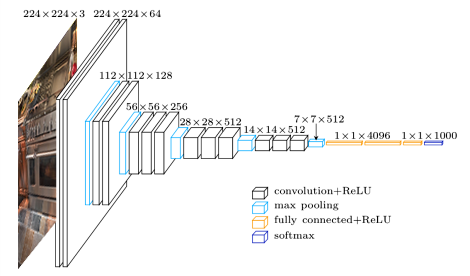 224×224×3 224×224×64
112×112×128
56×56×256
28×28×512
14×14×512
7×7×512
1×1×4096 1×1×1000
convolution+ReLU
max pooling
fully connected+ReLU
softmax